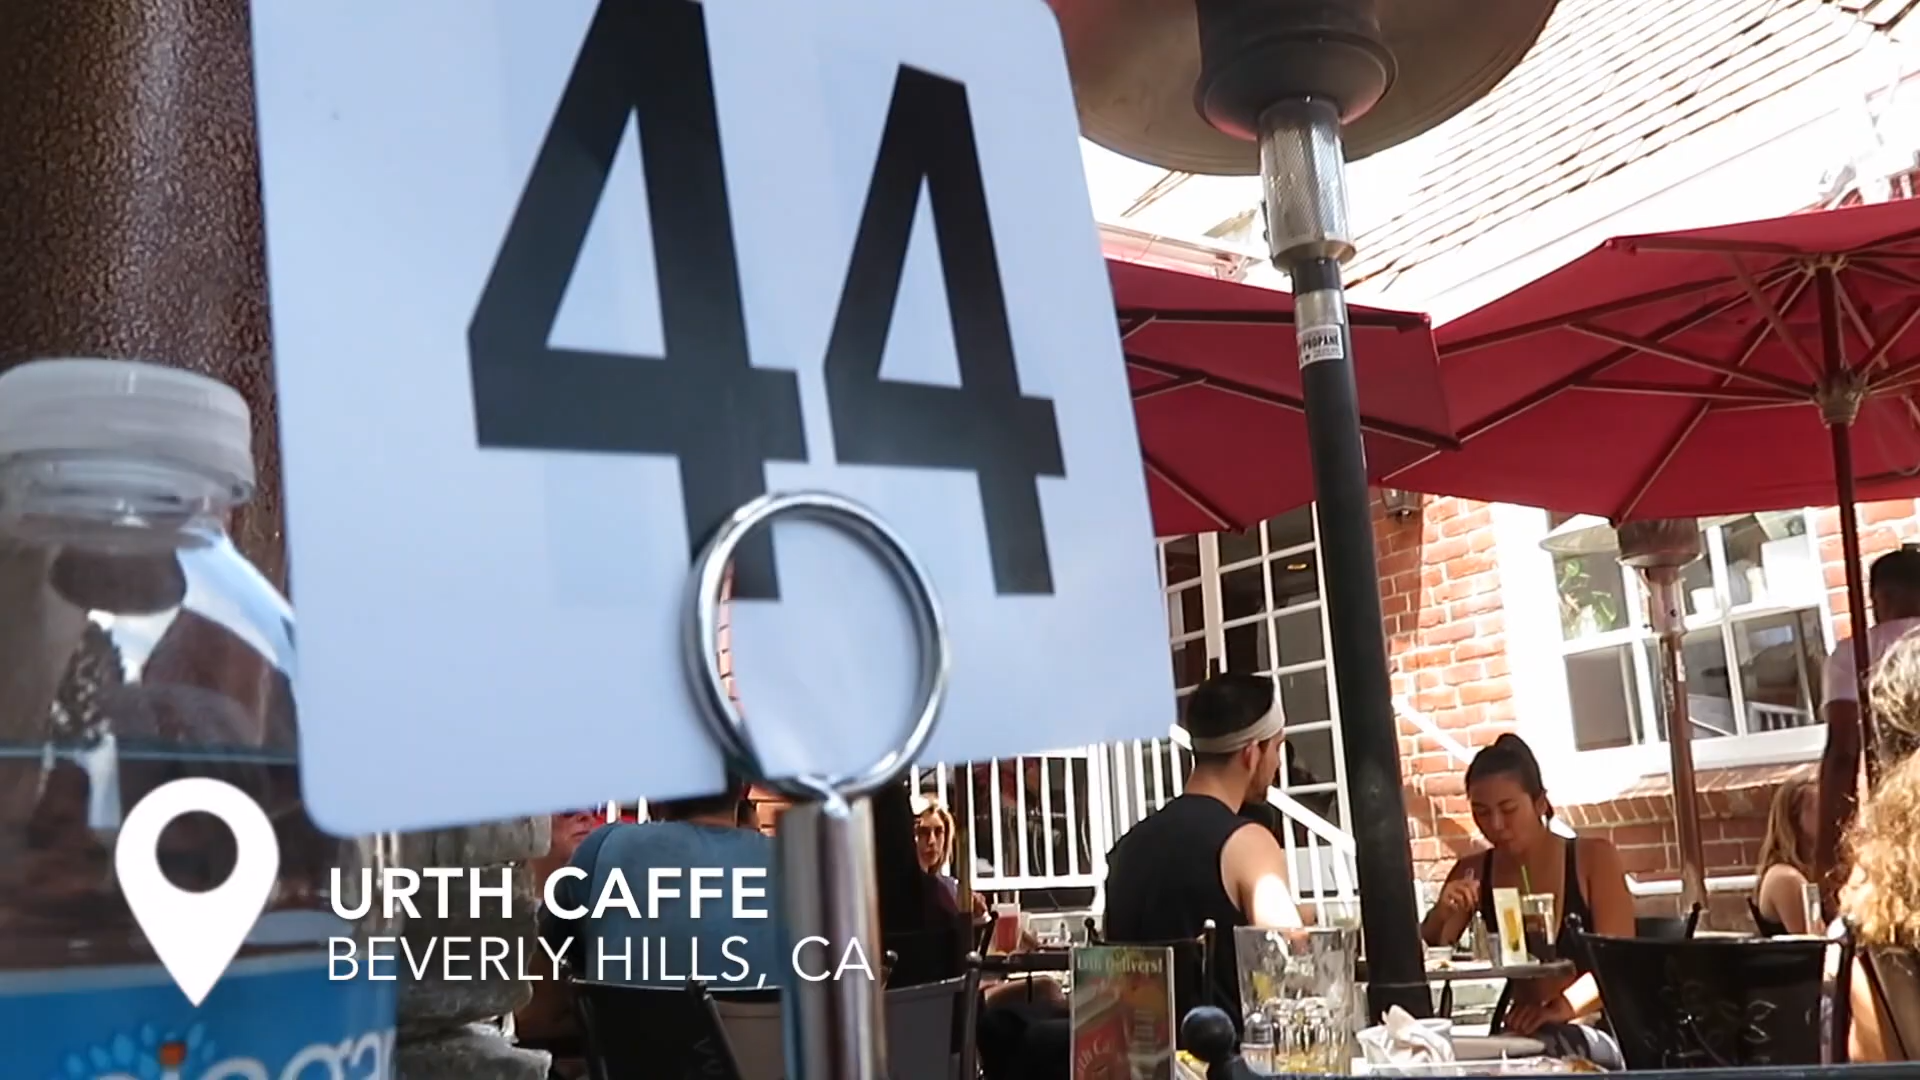 44
PROPANE
URTH CAFFE
BEVERLY HILLS, CA
Urth Delivers!